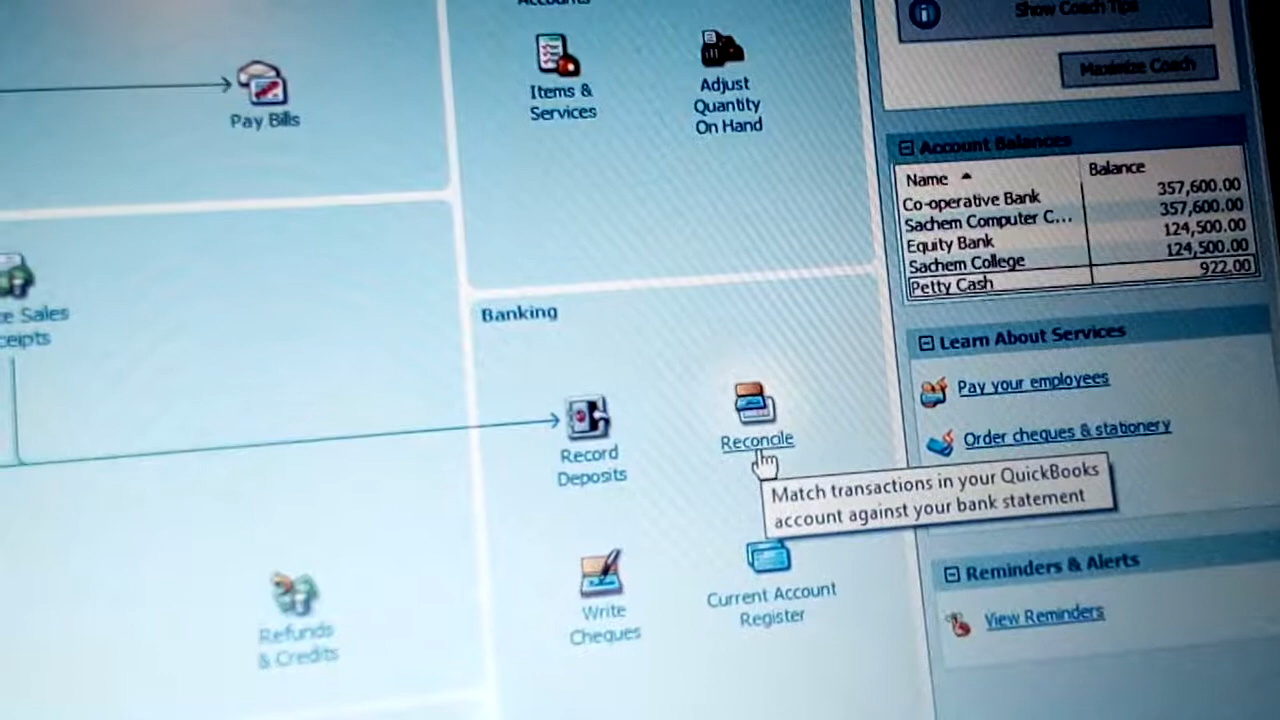 Accounts
Show Coach Tips
Maximize Coach
Pay Bills
Items &
Services
Adjust
Quantity
On Hand
Account Balances
Name
Balance
Co-operative Bank
357,600.00
Sachem Computer C...
357,600.00
Equity Bank
124,500.00
Sachem College
124,500.00
Petty Cash
922.00
Learn About Services
Pay your employees
Order cheques & stationery
Reminders & Alerts
View Reminders
Banking
Record
Deposits
Reconcile
Match transactions in your QuickBooks
account against your bank statement
Write
Cheques
Current Account
Register
Sales
Refunds
& Credits